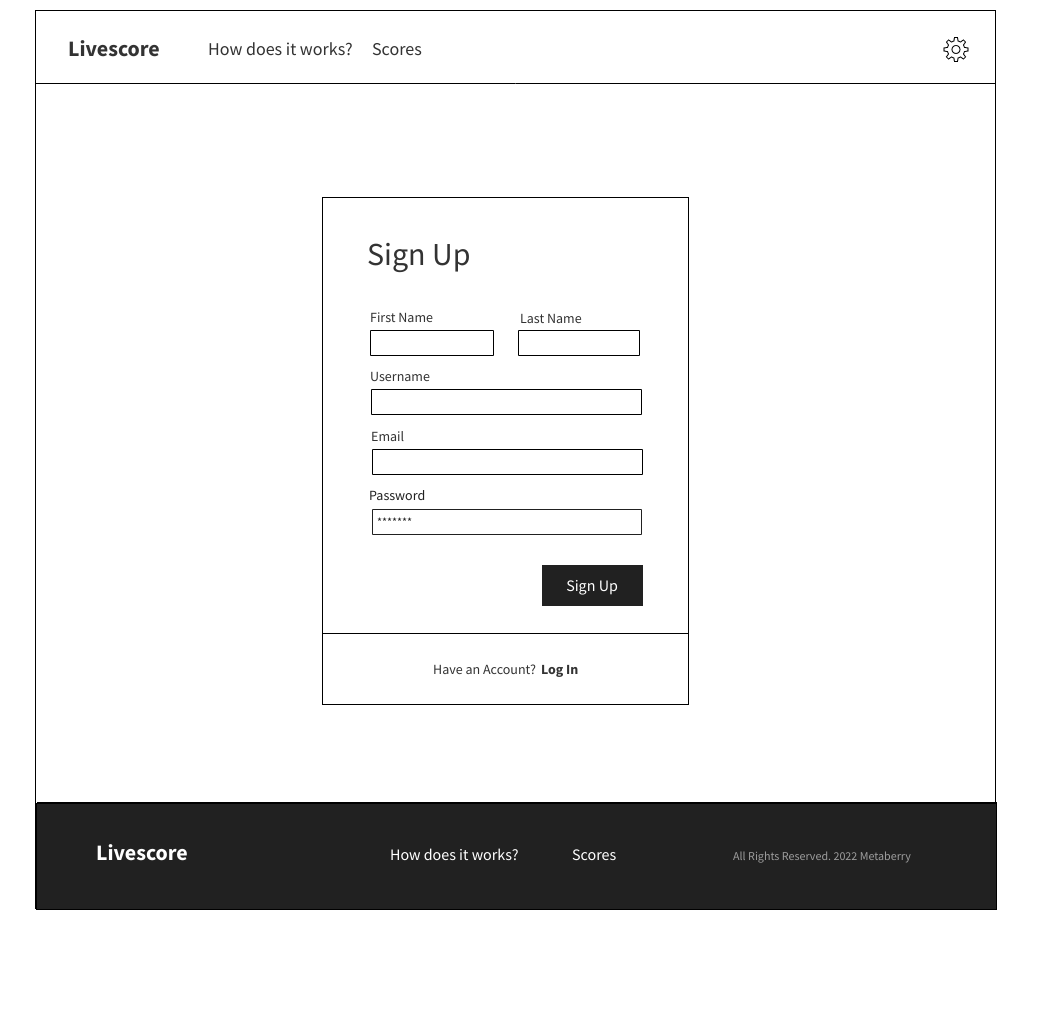 Livescore How does it works? Scores
Sign Up
First Name Last Name
Username
Email
Password
*******
Sign Up
Have an Account? Log In
Livescore How does it works? Scores All Rights Reserved. 2022 Metaberry